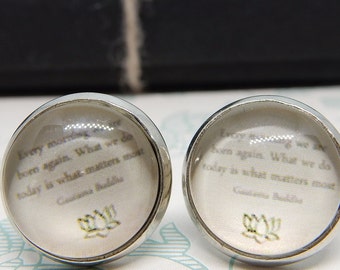 Every morning we are
born again. What we do
today is what matters most
Gautama Buddha
Every morning we are
born again. What we do
today is what matters most
Gautama Buddha